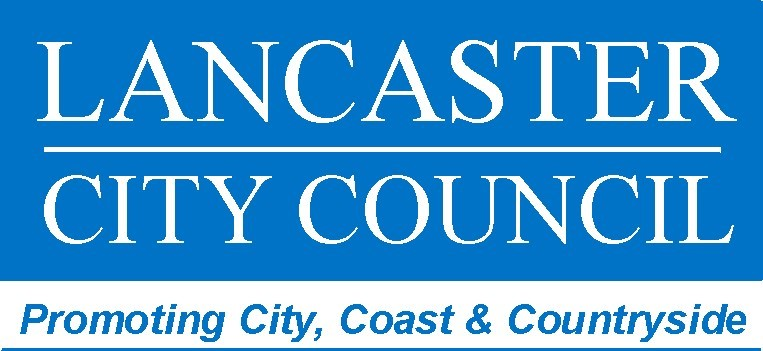 LANCASTER
CITY COUNCIL
Promoting City, Coast & Countryside